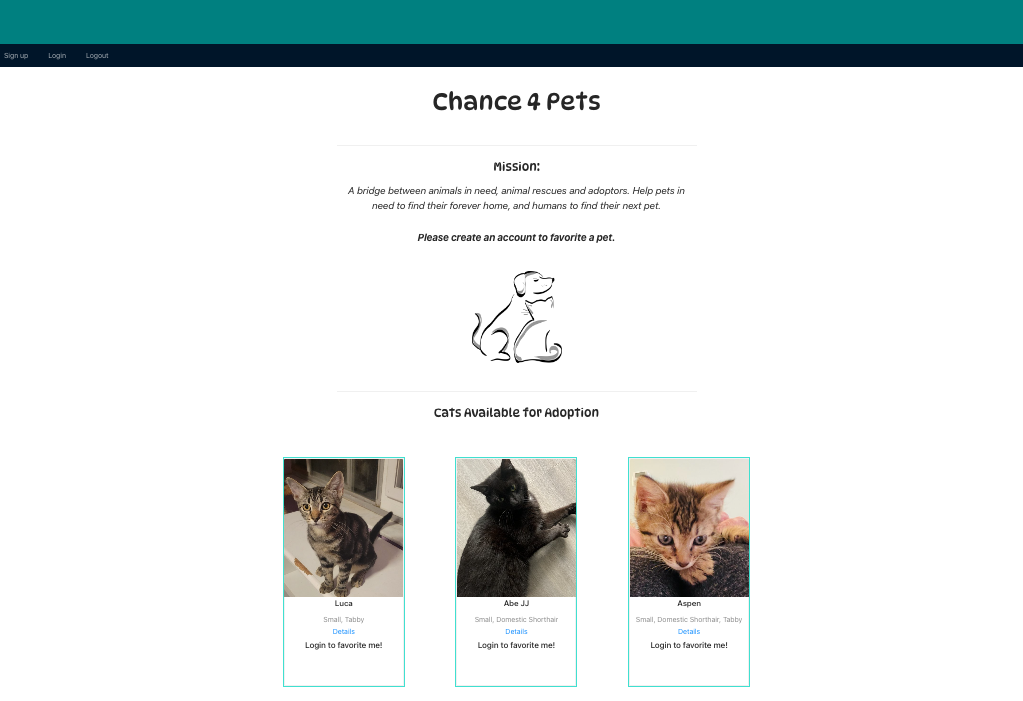 Sign up Login Logout
Chance 4 Pets
Mission:
A bridge between animals in need, animal rescues and adoptors. Help pets in
need to find their forever home, and humans to find their next pet.
Please create an account to favorite a pet.
Cats Available for Adoption
Luca
Small, Tabby
Details
Login to favorite me!
Abe JJ
Small, Domestic Shorthair
Details
Login to favorite me!
Aspen
Small, Domestic Shorthair, Tabby
Details
Login to favorite me!